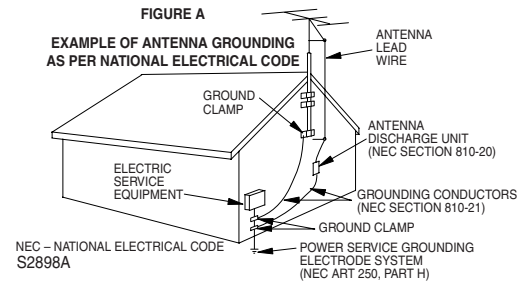 FIGURE A
EXAMPLE OF ANTENNA GROUNDING
AS PER NATIONAL ELECTRICAL CODE
ANTENNA
LEAD
WIRE
GROUND
CLAMP
ANTENNA
DISCHARGE UNIT
(NEC SECTION 810-20)
ELECTRIC
SERVICE
EQUIPMENT
GROUNDING CONDUCTORS
(NEC SECTION 810-21)
GROUND CLAMP
NEC – NATIONAL ELECTRICAL CODE
S2898A
POWER SERVICE GROUNDING
ELECTRODE SYSTEM
(NEC ART 250, PART H)